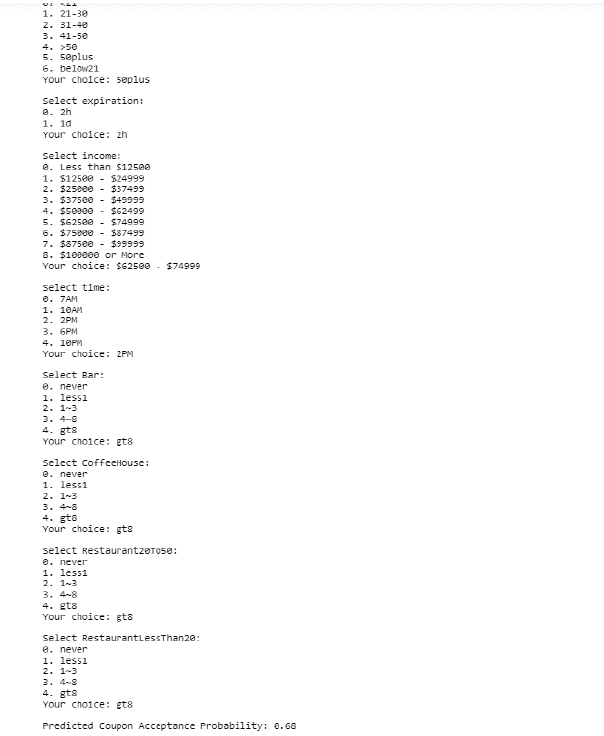 1. 21-30
2. 31-40
3. 41-50
4. >50
5. 50plus
6. below21
Your choice: 50plus
Select expiration:
0. 2h
1. 1d
Your choice: 2h
Select income:
0. Less than $12500
1. $12500 - $24999
2. $25000 - $37499
3. $37500 - $49999
4. $50000 - $62499
5. $62500 - $74999
6. $75000 - $87499
7. $87500 - $99999
8. $100000 or More
Your choice: $62500 - $74999
Select time:
0. 7AM
1. 10AM
2. 2PM
3. 6PM
4. 10PM
Your choice: 2PM
Select Bar:
0. never
1. less1
2. 1~3
3. 4~8
4. gt8
Your choice: gt8
Select CoffeeHouse:
0. never
1. less1
2. 1~3
3. 4~8
4. gt8
Your choice: gt8
Select Restaurant20To50:
0. never
1. less1
2. 1~3
3. 4~8
4. gt8
Your choice: gt8
Select RestaurantLessThan20:
0. never
1. less1
2. 1~3
3. 4~8
4. gt8
Your choice: gt8
Predicted Coupon Acceptance Probability: 0.68